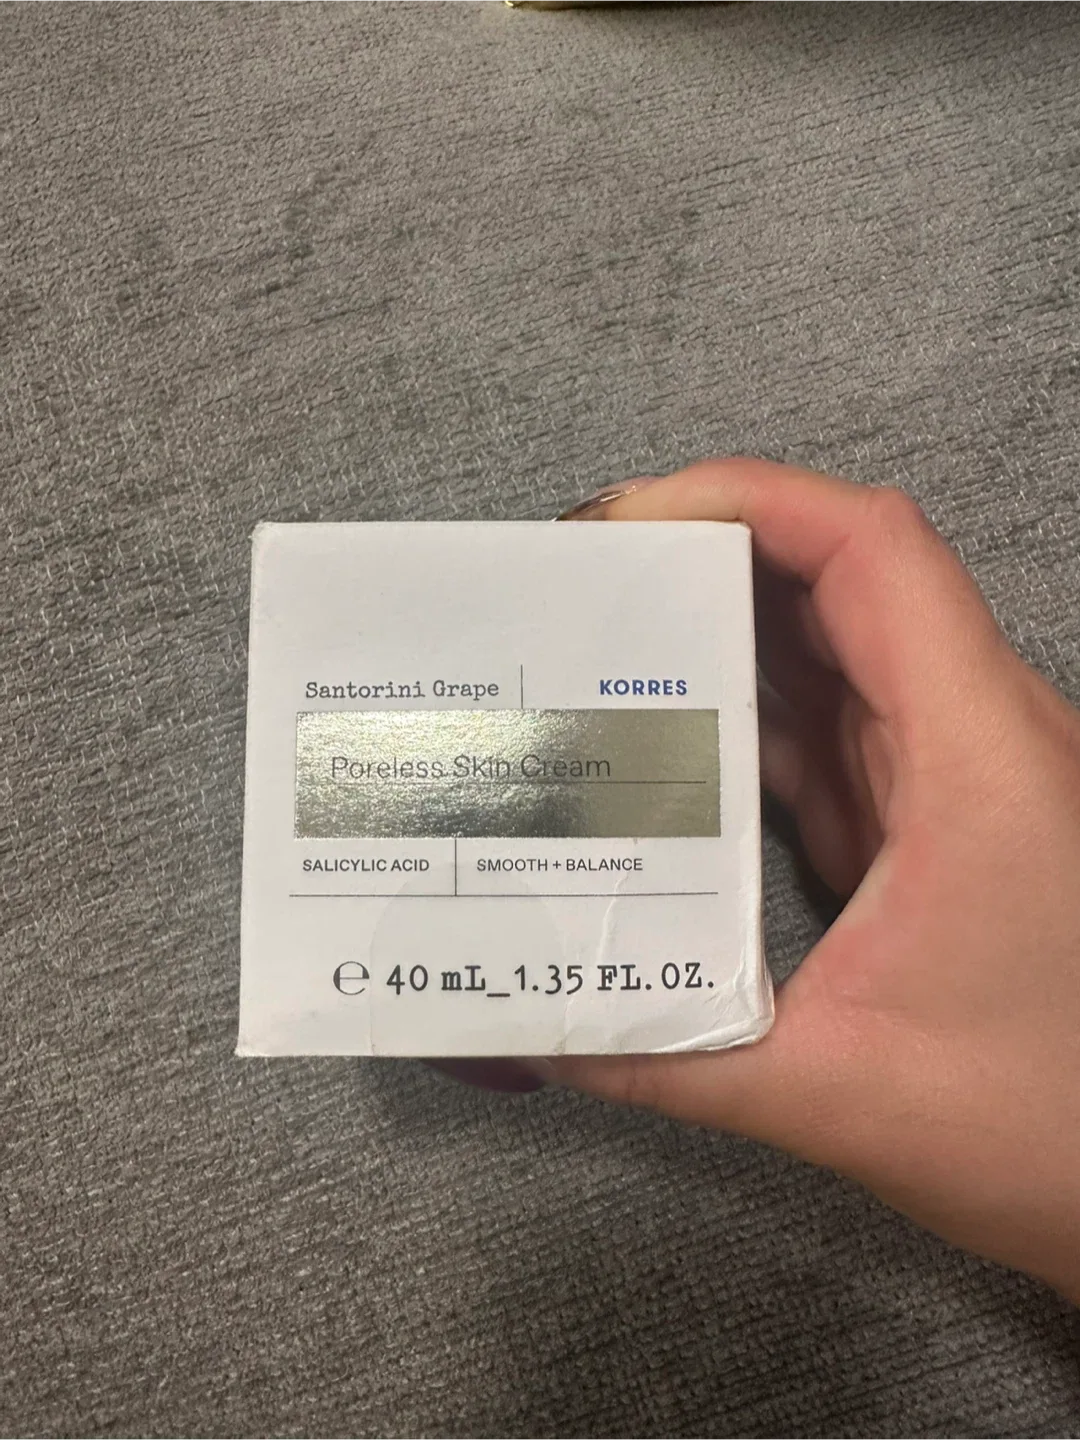 Santorini Grape KORRES
Poreless Skin Cream
SALICYLIC ACID SMOOTH + BALANCE
℮ 40 mL_1.35 FL.OZ.